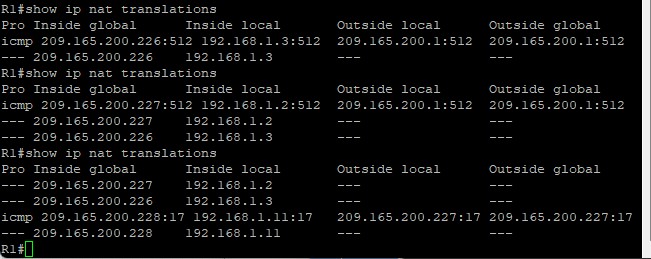 R1#show ip nat translations
Pro Inside global      Inside local       Outside local      Outside global
icmp 209.165.200.226:512 192.168.1.3:512  209.165.200.1:512  209.165.200.1:512
--- 209.165.200.226    192.168.1.3        ---                ---
R1#show ip nat translations
Pro Inside global      Inside local       Outside local      Outside global
icmp 209.165.200.227:512 192.168.1.2:512  209.165.200.1:512  209.165.200.1:512
--- 209.165.200.227    192.168.1.2        ---                ---
--- 209.165.200.226    192.168.1.3        ---                ---
R1#show ip nat translations
Pro Inside global      Inside local       Outside local      Outside global
--- 209.165.200.227    192.168.1.2        ---                ---
--- 209.165.200.226    192.168.1.3        ---                ---
icmp 209.165.200.228:17 192.168.1.11:17   209.165.200.227:17 209.165.200.227:17
--- 209.165.200.228    192.168.1.11       ---                ---
R1#